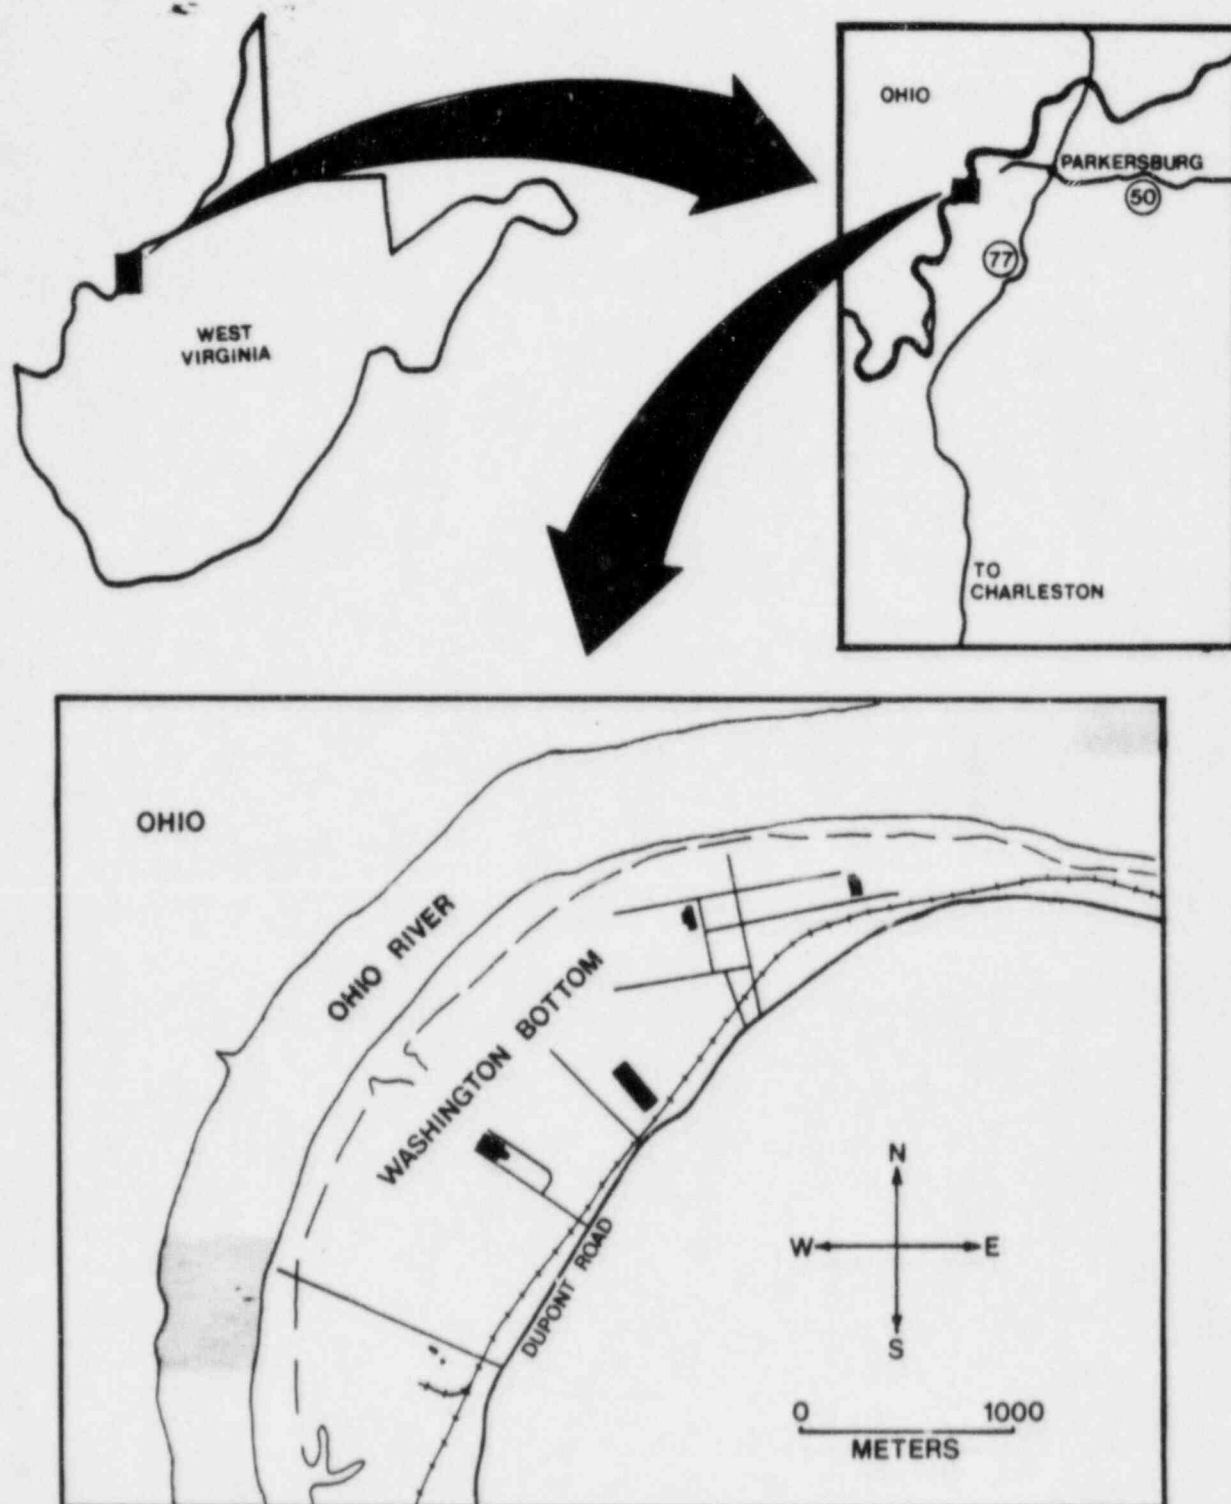 WEST
VIRGINIA
OHIO
PARKERSBURG
50
77
TO
CHARLESTON
OHIO
OHIO RIVER
WASHINGTON BOTTOM
DUPONT ROAD
N
W E
S
0 1000
METERS